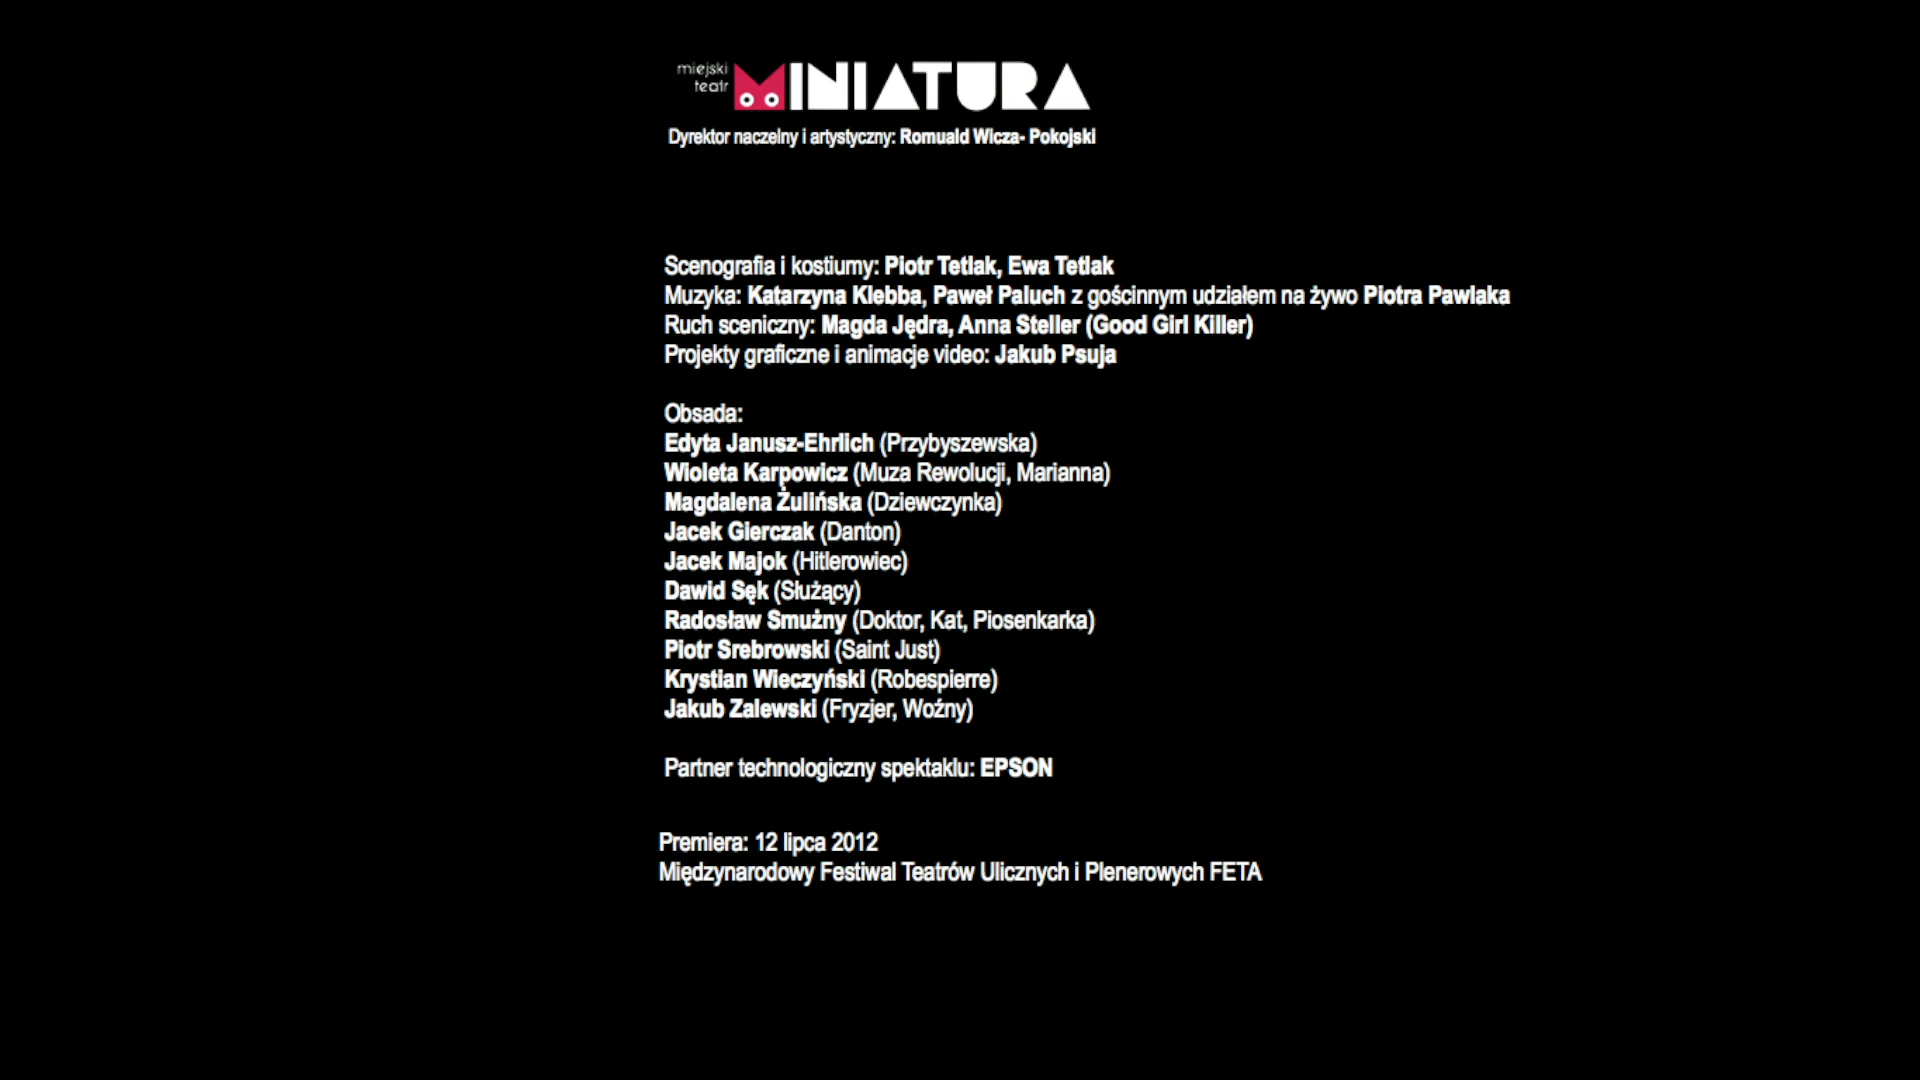 miejski
teatr
MINIATURA
Dyrektor naczelny i artystyczny: Romuald Wicza- Pokojski
Scenografia i kostiumy: Piotr Tetlak, Ewa Tetlak
Muzyka: Katarzyna Klebba, Paweł Paluch z gościnnym udziałem na żywo Piotra Pawlaka
Ruch sceniczny: Magda Jędra, Anna Steller (Good Girl Killer)
Projekty graficzne i animacje video: Jakub Psuja
Obsada:
Edyta Janusz-Ehrlich (Przybyszewska)
Wioleta Karpowicz (Muza Rewolucji, Marianna)
Magdalena Żulińska (Dziewczynka)
Jacek Gierczak (Danton)
Jacek Majok (Hitlerowiec)
Dawid Sęk (Służący)
Radosław Smużny (Doktor, Kat, Piosenkarka)
Piotr Srebrowski (Saint Just)
Krystian Wieczyński (Robespierre)
Jakub Zalewski (Fryzjer, Woźny)
Partner technologiczny spektaklu: EPSON
Premiera: 12 lipca 2012
Międzynarodowy Festiwal Teatrów Ulicznych i Plenerowych FETA